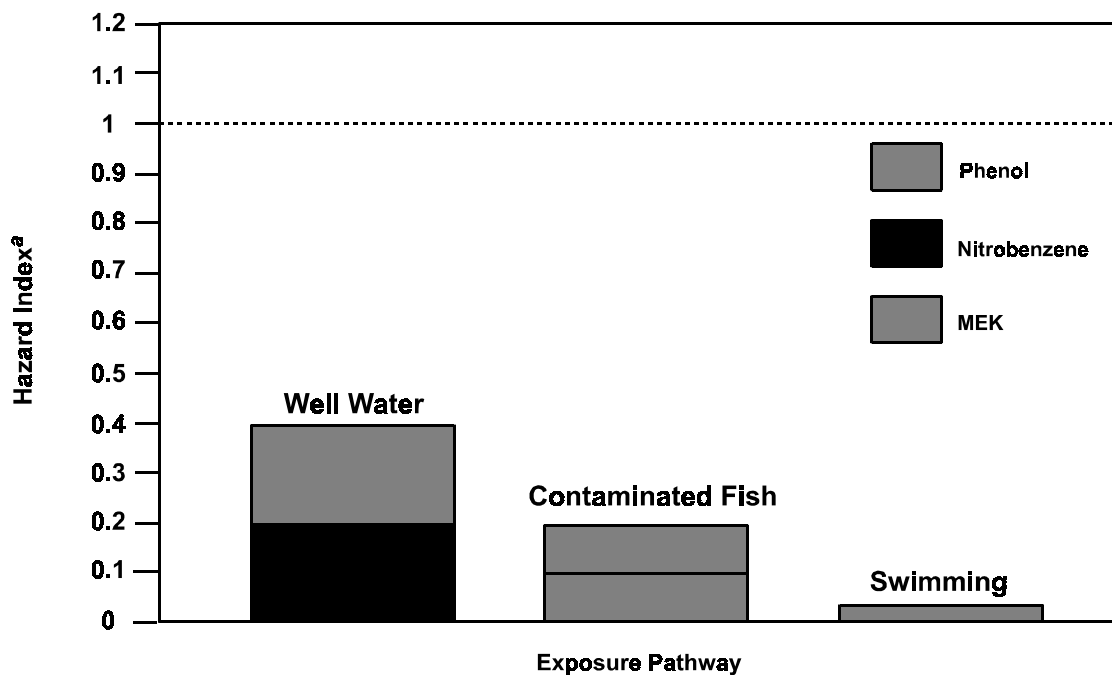 Hazard Index^a
1.2
1.1
1
0.9
0.8
0.7
0.6
0.5
0.4
0.3
0.2
0.1
0
Phenol
Nitrobenzene
MEK
Well Water
Contaminated Fish
Swimming
Exposure Pathway